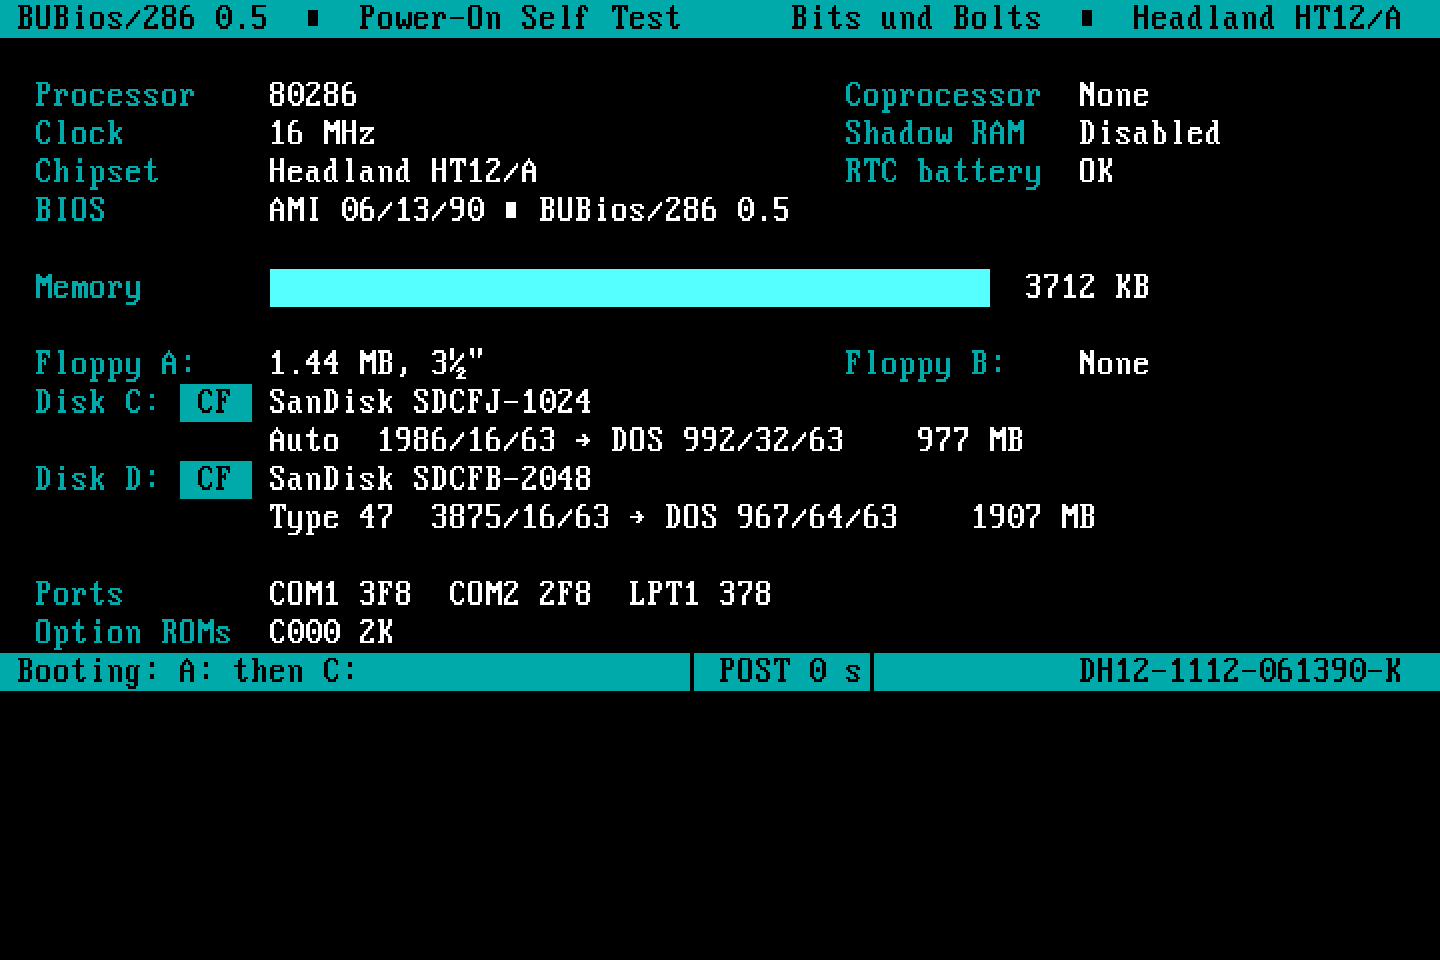 BUBios/286 0.5 ■ Power-On Self Test Bits und Bolts ■ Headland HT12/A
Processor 80286 Coprocessor None
Clock 16 MHz Shadow RAM Disabled
Chipset Headland HT12/A RTC battery OK
BIOS AMI 06/13/90 ■ BUBios/286 0.5
Memory 3712 KB
Floppy A: 1.44 MB, 3½" Floppy B: None
Disk C: CF SanDisk SDCFJ-1024
Auto 1986/16/63 → DOS 992/32/63 977 MB
Disk D: CF SanDisk SDCFB-2048
Type 47 3875/16/63 → DOS 967/64/63 1907 MB
Ports COM1 3F8 COM2 2F8 LPT1 378
Option ROMs C000 2K
Booting: A: then C: POST 0 s DH12-1112-061390-K